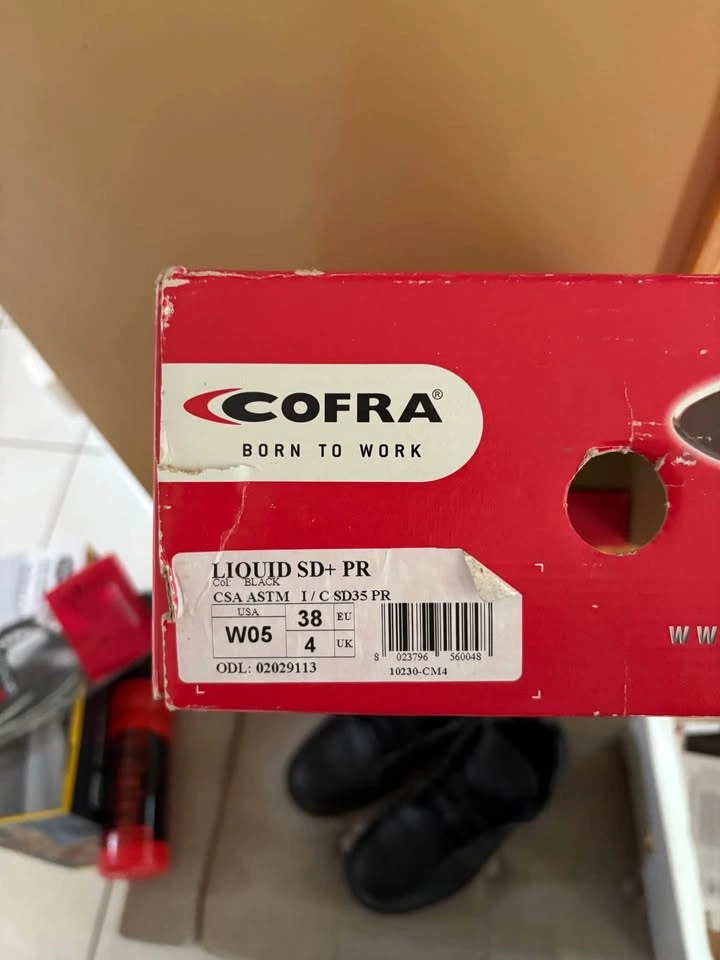 COFRA®
BORN TO WORK
LIQUID SD+ PR
Col: BLACK
CSA ASTM I / C SD35 PR
USA
W05
38 EU
4 UK
8 023796 560048
ODL: 02029113
10230-CM4